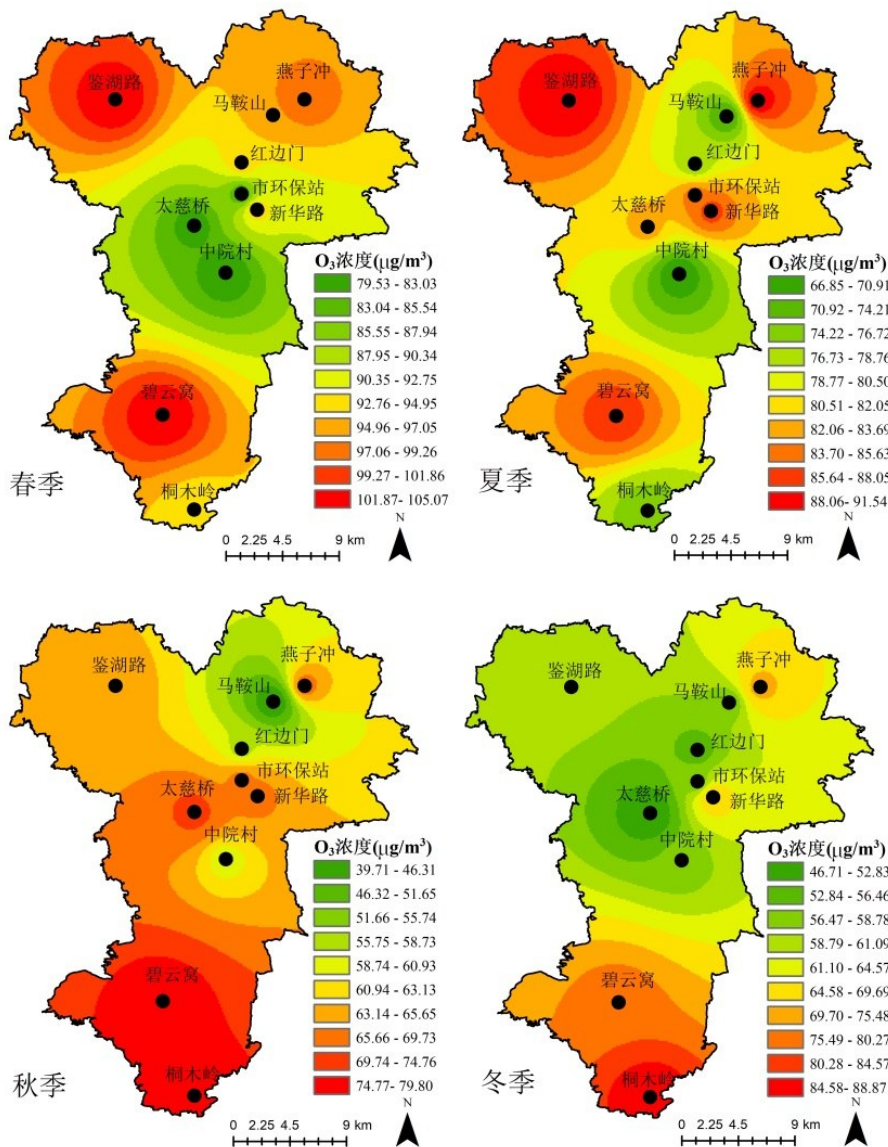 鉴湖路
燕子冲
马鞍山
红边门
市环保站
太慈桥
新华路
中院村
O₃浓度(μg/m³)
79.53 - 83.03
83.04 - 85.54
85.55 - 87.94
87.95 - 90.34
90.35 - 92.75
92.76 - 94.95
94.96 - 97.05
97.06 - 99.26
99.27 - 101.86
101.87- 105.07
碧云窝
春季
桐木岭
N
0 2.25 4.5 9 km
燕子冲
鉴湖路
马鞍山
红边门
市环保站
太慈桥
新华路
中院村
O₃浓度(μg/m³)
66.85 - 70.91
70.92 - 74.21
74.22 - 76.72
76.73 - 78.76
78.77 - 80.50
80.51 - 82.05
82.06 - 83.69
83.70 - 85.63
85.64 - 88.05
88.06- 91.54
碧云窝
夏季
桐木岭
N
0 2.25 4.5 9 km
鉴湖路
燕子冲
马鞍山
红边门
市环保站
太慈桥
新华路
中院村
O₃浓度(μg/m³)
39.71 - 46.31
46.32 - 51.65
51.66 - 55.74
55.75 - 58.73
58.74 - 60.93
60.94 - 63.13
63.14 - 65.65
65.66 - 69.73
69.74 - 74.76
74.77- 79.80
碧云窝
秋季
桐木岭
N
0 2.25 4.5 9 km
鉴湖路
燕子冲
马鞍山
红边门
市环保站
太慈桥
新华路
中院村
O₃浓度(μg/m³)
46.71 - 52.83
52.84 - 56.46
56.47 - 58.78
58.79 - 61.09
61.10 - 64.57
64.58 - 69.69
69.70 - 75.48
75.49 - 80.27
80.28 - 84.57
84.58- 88.87
碧云窝
冬季
桐木岭
N
0 2.25 4.5 9 km